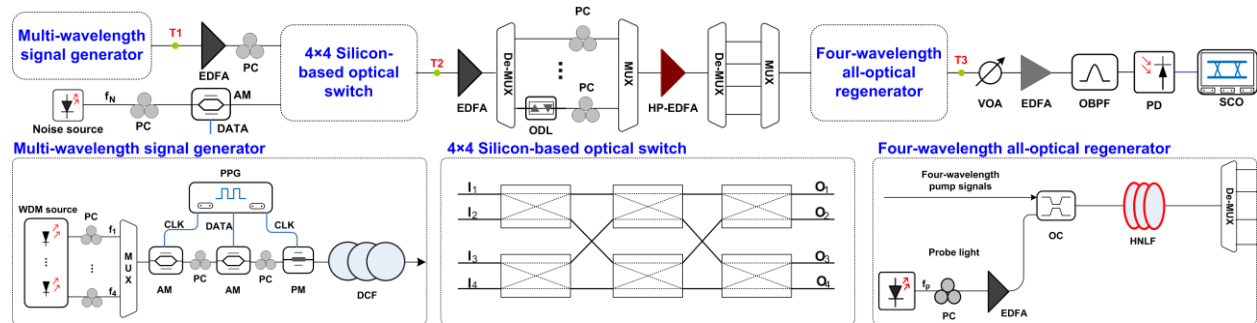 Multi-wavelength
signal generator
T1
EDFA
PC
4×4 Silicon-
based optical
switch
T2
EDFA
De-MUX
PC
PC
ODL
MUX
HP-EDFA
De-MUX
MUX
Four-wavelength
all-optical
regenerator
T3
VOA
EDFA
OBPF
PD
SCO
Noise source
fN
PC
AM
DATA
Multi-wavelength signal generator
WDM source
PC
f1
f4
MUX
PPG
CLK
DATA
CLK
AM
PC
AM
PC
PM
DCF
4×4 Silicon-based optical switch
I1
I2
I3
I4
O1
O2
O3
O4
Four-wavelength all-optical regenerator
Four-wavelength
pump signals
Probe light
fp
PC
EDFA
OC
HNLF
De-MUX